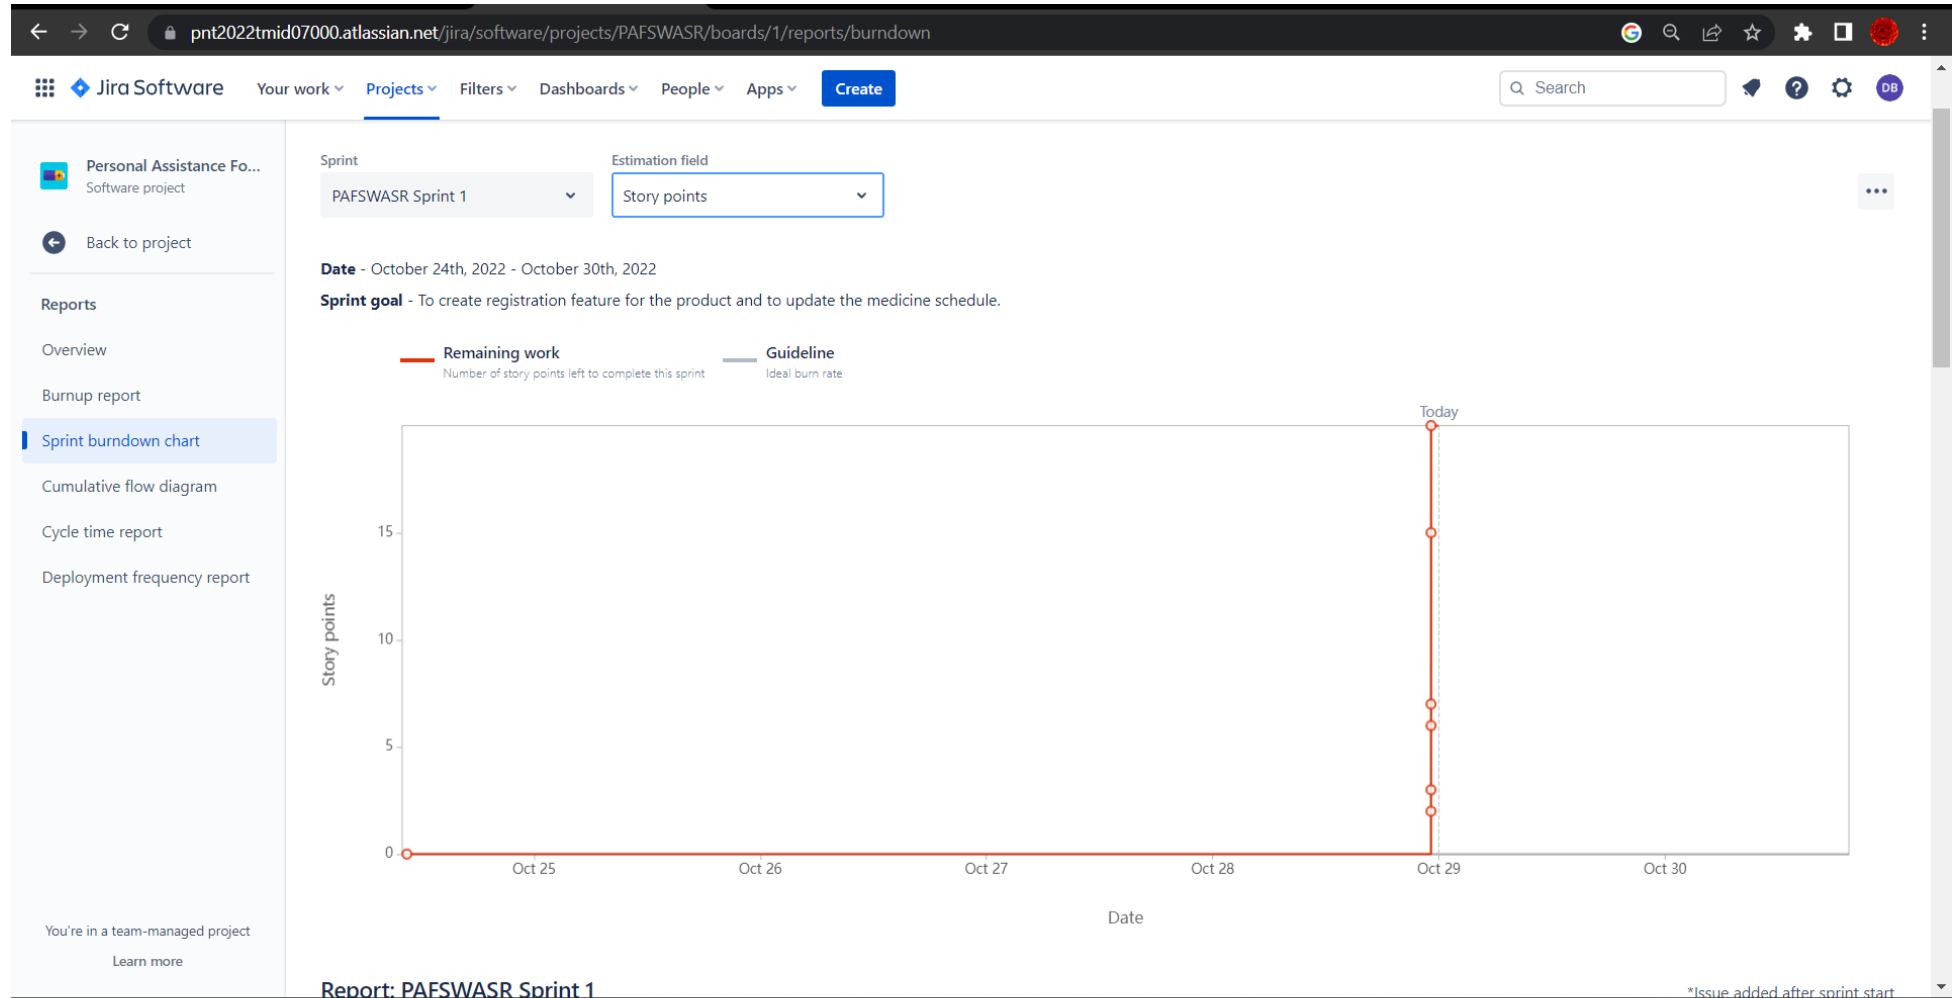 pnt2022tmid07000.atlassian.net/jira/software/projects/PAFSWASR/boards/1/reports/burndown
Jira Software Your work Projects Filters Dashboards People Apps Create Search DB
Personal Assistance Fo...
Software project
Back to project
Reports
Overview
Burnup report
Sprint burndown chart
Cumulative flow diagram
Cycle time report
Deployment frequency report
You're in a team-managed project
Learn more
Sprint Estimation field
PAFSWASR Sprint 1 Story points
Date - October 24th, 2022 - October 30th, 2022
Sprint goal - To create registration feature for the product and to update the medicine schedule.
Remaining work Guideline
Number of story points left to complete this sprint Ideal burn rate
Today
15
10
5
0
Story points
Oct 25 Oct 26 Oct 27 Oct 28 Oct 29 Oct 30
Date
Report: PAFSWASR Sprint 1
*Issue added after sprint start